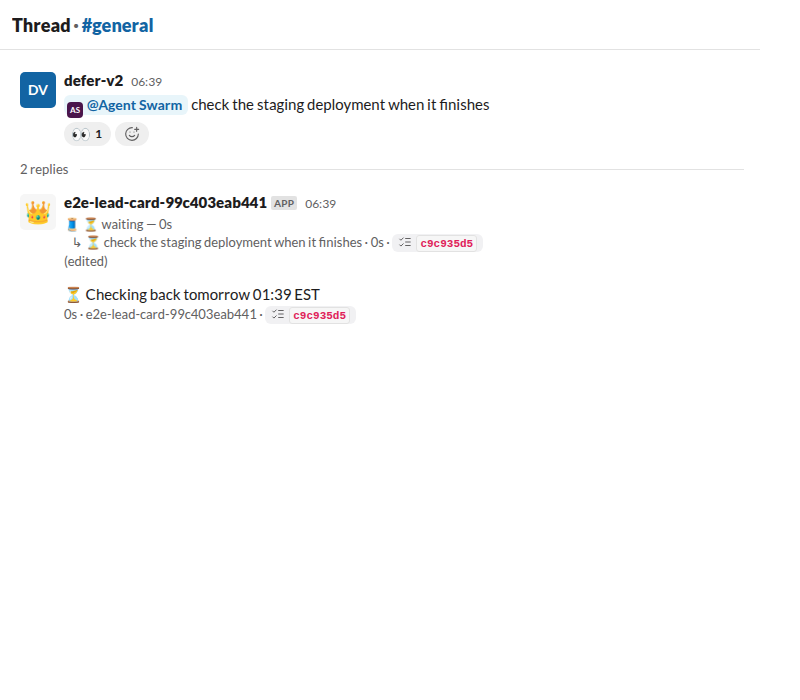 Thread · #general
DV
defer-v2 06:39
AS @Agent Swarm check the staging deployment when it finishes
👀 1
2 replies
e2e-lead-card-99c403eab441 APP 06:39
🧵 ⏳ waiting — 0s
↳ ⏳ check the staging deployment when it finishes · 0s · c9c935d5
(edited)
⏳ Checking back tomorrow 01:39 EST
0s · e2e-lead-card-99c403eab441 · c9c935d5